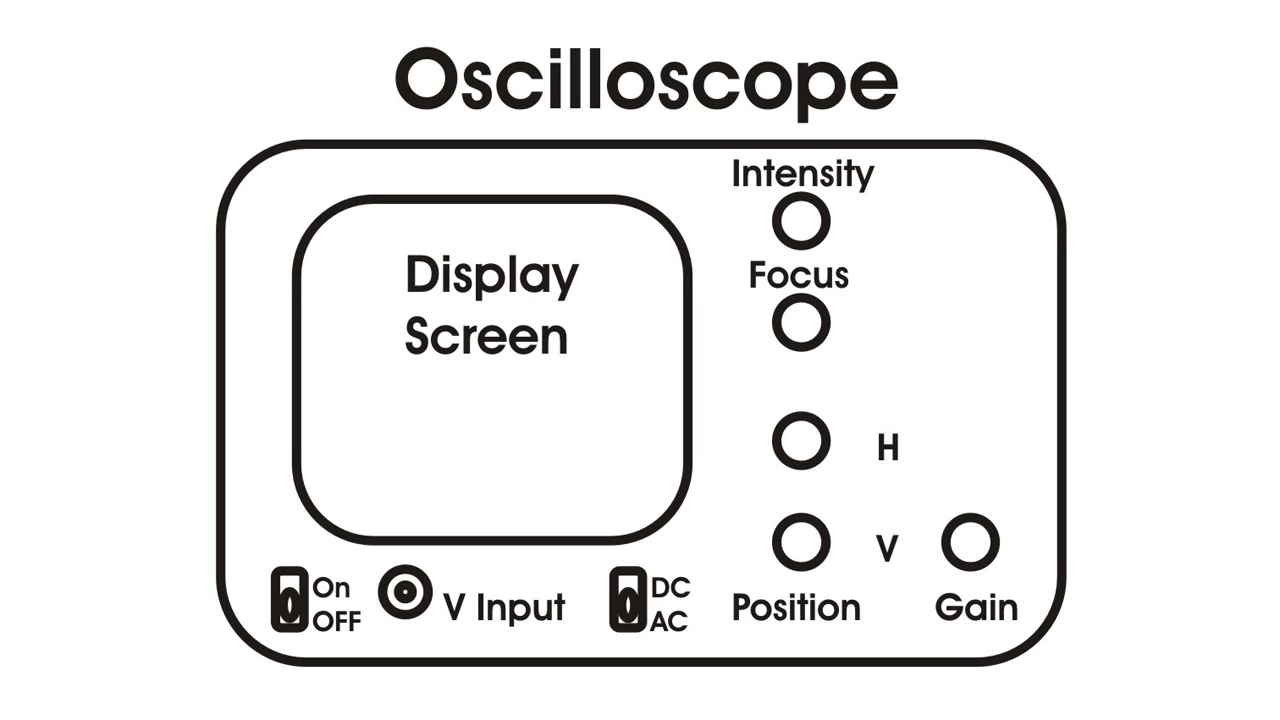 Oscilloscope
Intensity
Focus
Display
Screen
H
V
On
OFF
V Input
DC
AC
Position
Gain